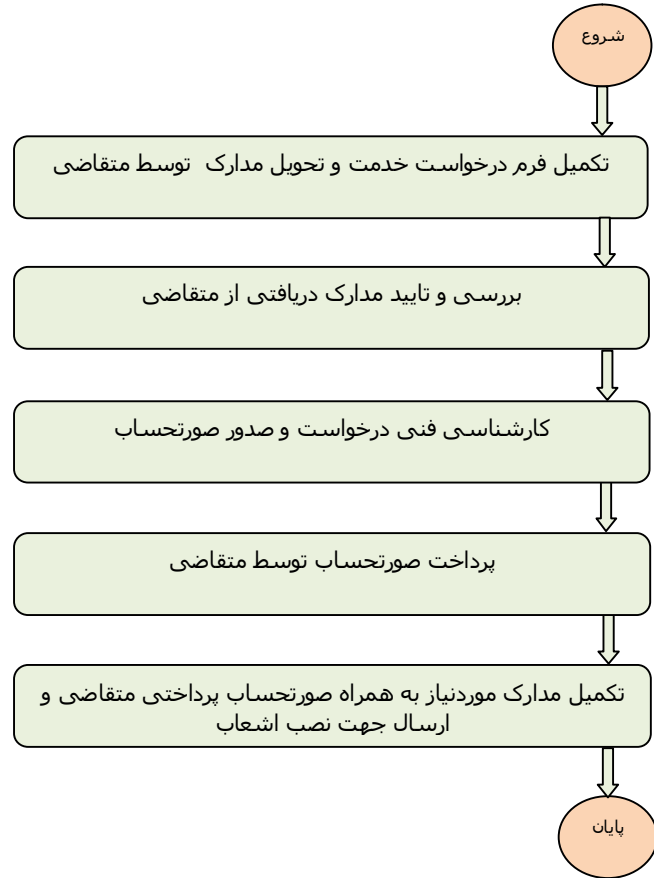 شروع
تکمیل فرم درخواست خدمت و تحویل مدارک توسط متقاضی
بررسی و تایید مدارک دریافتی از متقاضی
کارشناسی فنی درخواست و صدور صورتحساب
پرداخت صورتحساب توسط متقاضی
تکمیل مدارک موردنیاز به همراه صورتحساب پرداختی متقاضی و
ارسال جهت نصب اشعاب
پایان